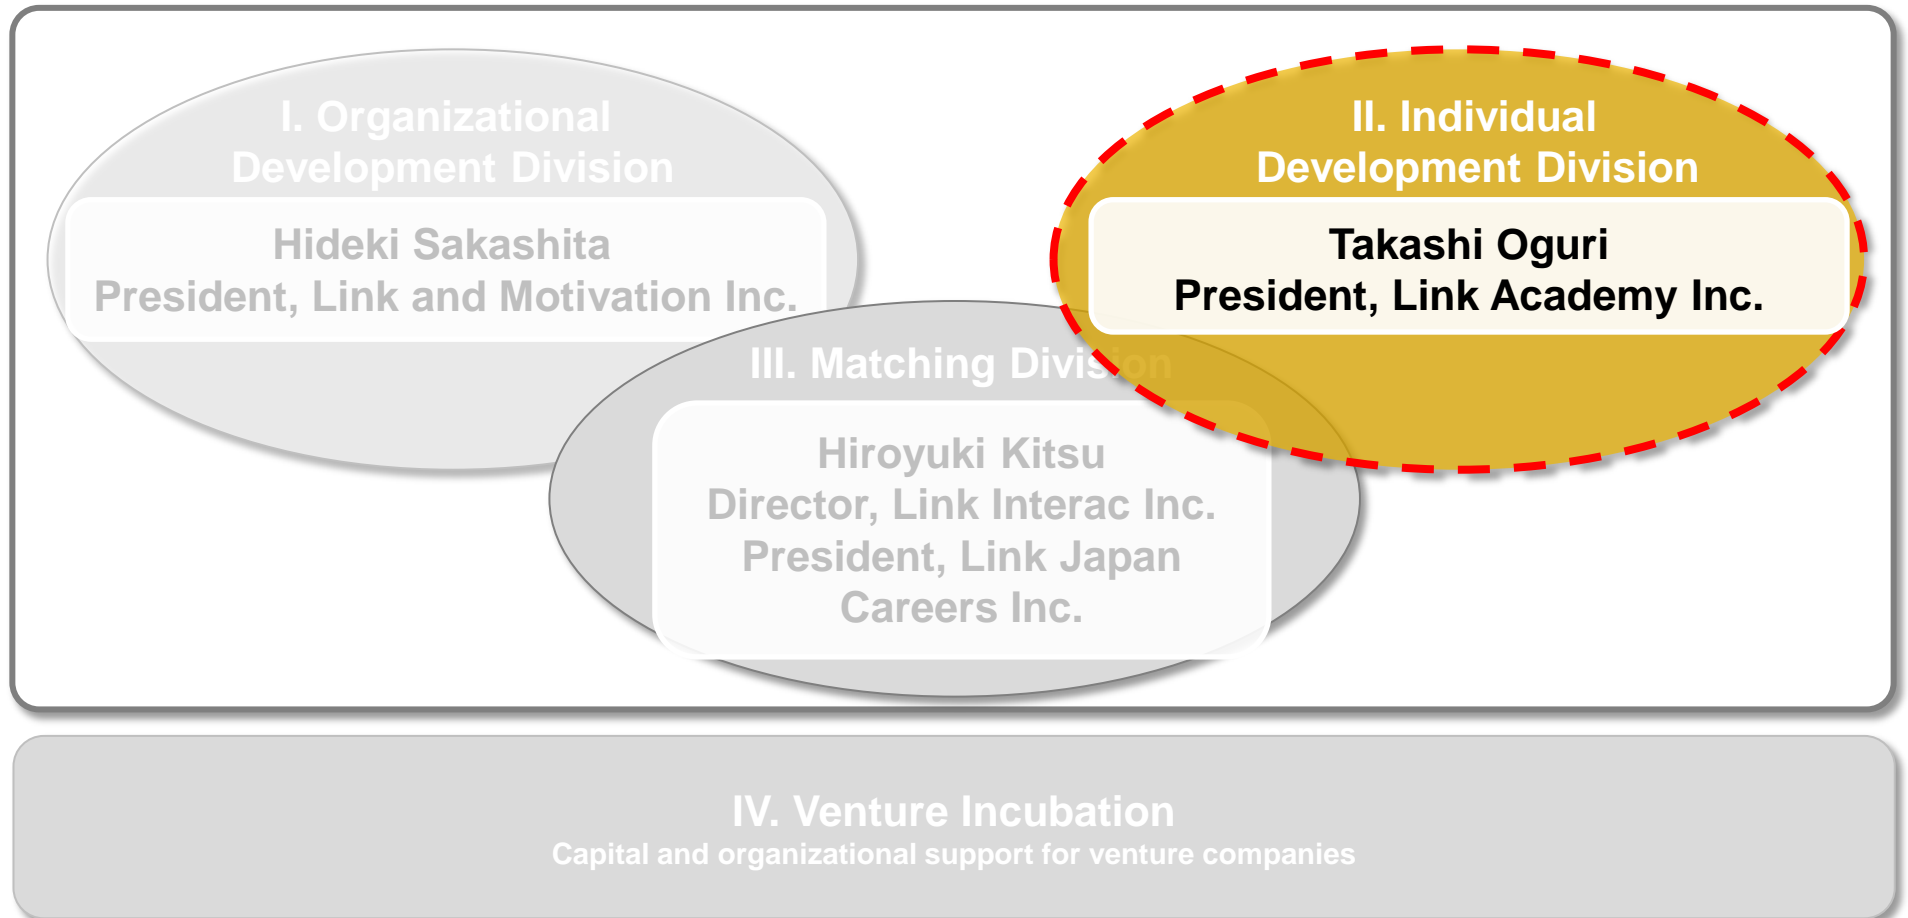 I. Organizational
Development Division
Hideki Sakashita
President, Link and Motivation Inc.
II. Individual
Development Division
Takashi Oguri
President, Link Academy Inc.
III. Matching Division
Hiroyuki Kitsu
Director, Link Interac Inc.
President, Link Japan
Careers Inc.
IV. Venture Incubation
Capital and organizational support for venture companies